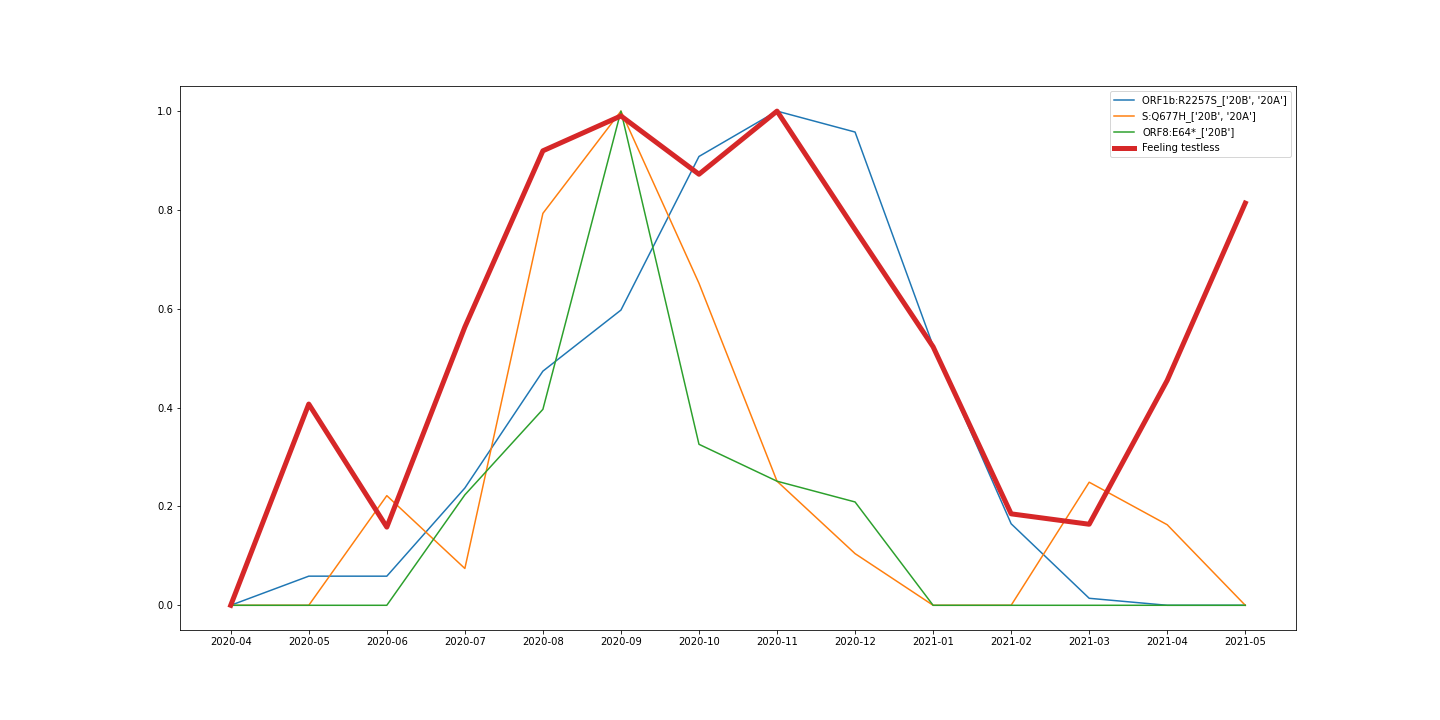 ORF1b:R2257S_['20B', '20A']
S:Q677H_['20B', '20A']
ORF8:E64*_['20B']
Feeling testless
1.0
0.8
0.6
0.4
0.2
0.0
2020-04 2020-05 2020-06 2020-07 2020-08 2020-09 2020-10 2020-11 2020-12 2021-01 2021-02 2021-03 2021-04 2021-05